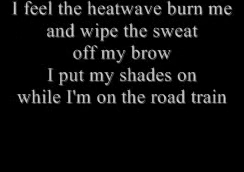 I feel the heatwave burn me
and wipe the sweat
off my brow
I put my shades on
while I'm on the road train